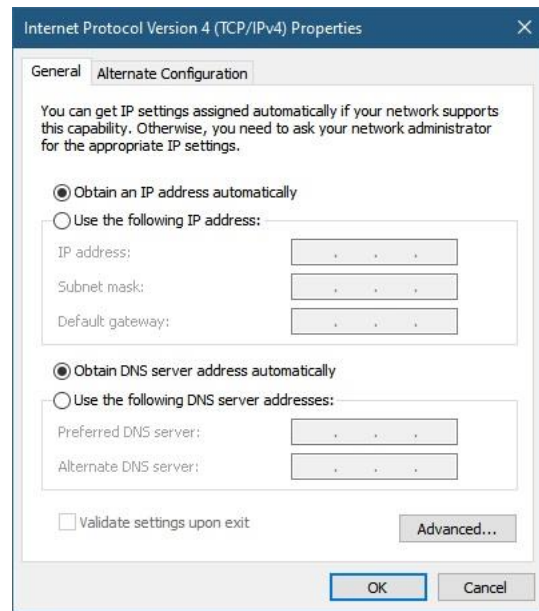 Internet Protocol Version 4 (TCP/IPv4) Properties
General Alternate Configuration
You can get IP settings assigned automatically if your network supports
this capability. Otherwise, you need to ask your network administrator
for the appropriate IP settings.
Obtain an IP address automatically
Use the following IP address:
IP address:
Subnet mask:
Default gateway:
Obtain DNS server address automatically
Use the following DNS server addresses:
Preferred DNS server:
Alternate DNS server:
Validate settings upon exit
Advanced...
OK Cancel